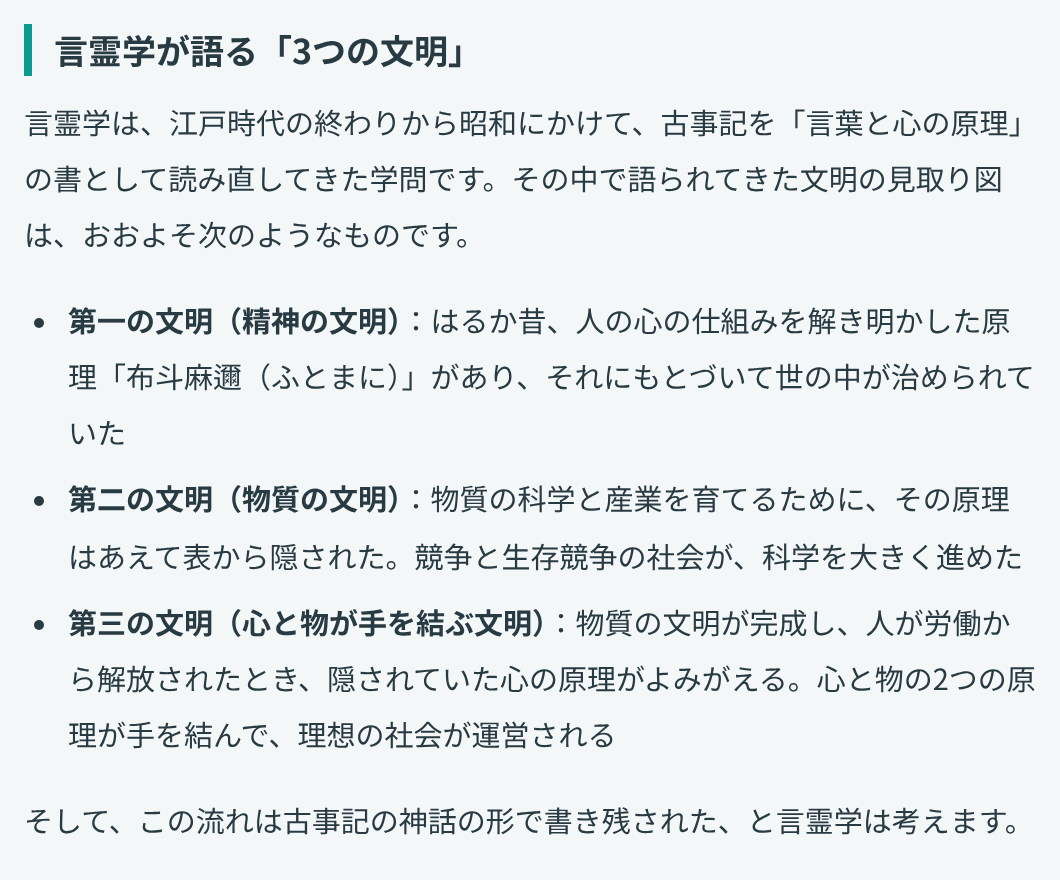 言霊学が語る「3つの文明」
言霊学は、江戸時代の終わりから昭和にかけて、古事記を「言葉と心の原理」
の書として読み直してきた学問です。その中で語られてきた文明の見取り図
は、おおよそ次のようなものです。
• 第一の文明（精神の文明）：はるか昔、人の心の仕組みを解き明かした原
理「布斗麻邇（ふとまに）」があり、それにもとづいて世の中が治められて
いた
• 第二の文明（物質の文明）：物質の科学と産業を育てるために、その原理
はあえて表から隠された。競争と生存競争の社会が、科学を大きく進めた
• 第三の文明（心と物が手を結ぶ文明）：物質の文明が完成し、人が労働か
ら解放されたとき、隠されていた心の原理がよみがえる。心と物の2つの原
理が手を結んで、理想の社会が運営される
そして、この流れは古事記の神話の形で書き残された、と言霊学は考えます。